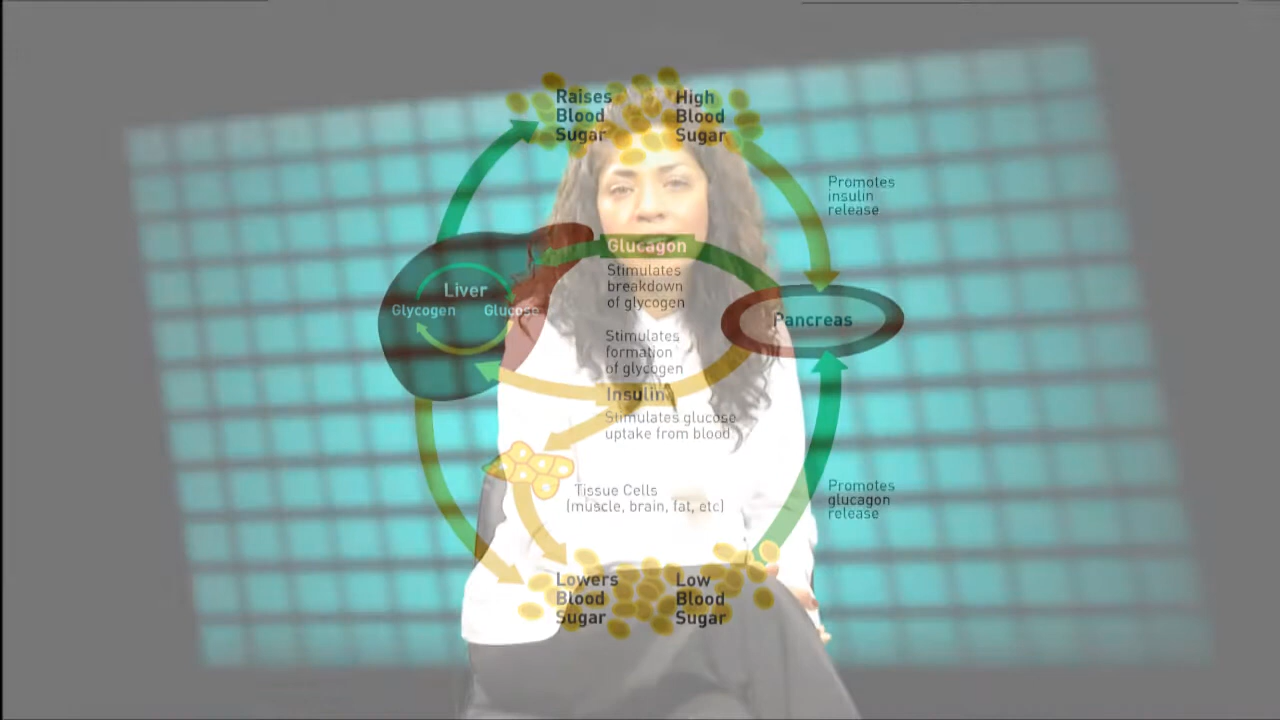 Raises
Blood
Sugar
High
Blood
Sugar
Promotes
insulin
release
Glucagon
Stimulates
breakdown
of glycogen
Liver
Glycogen
Glucose
Pancreas
Stimulates
formation
of glycogen
Insulin
Stimulates glucose
uptake from blood
Tissue Cells
(muscle, brain, fat, etc)
Promotes
glucagon
release
Lowers
Blood
Sugar
Low
Blood
Sugar